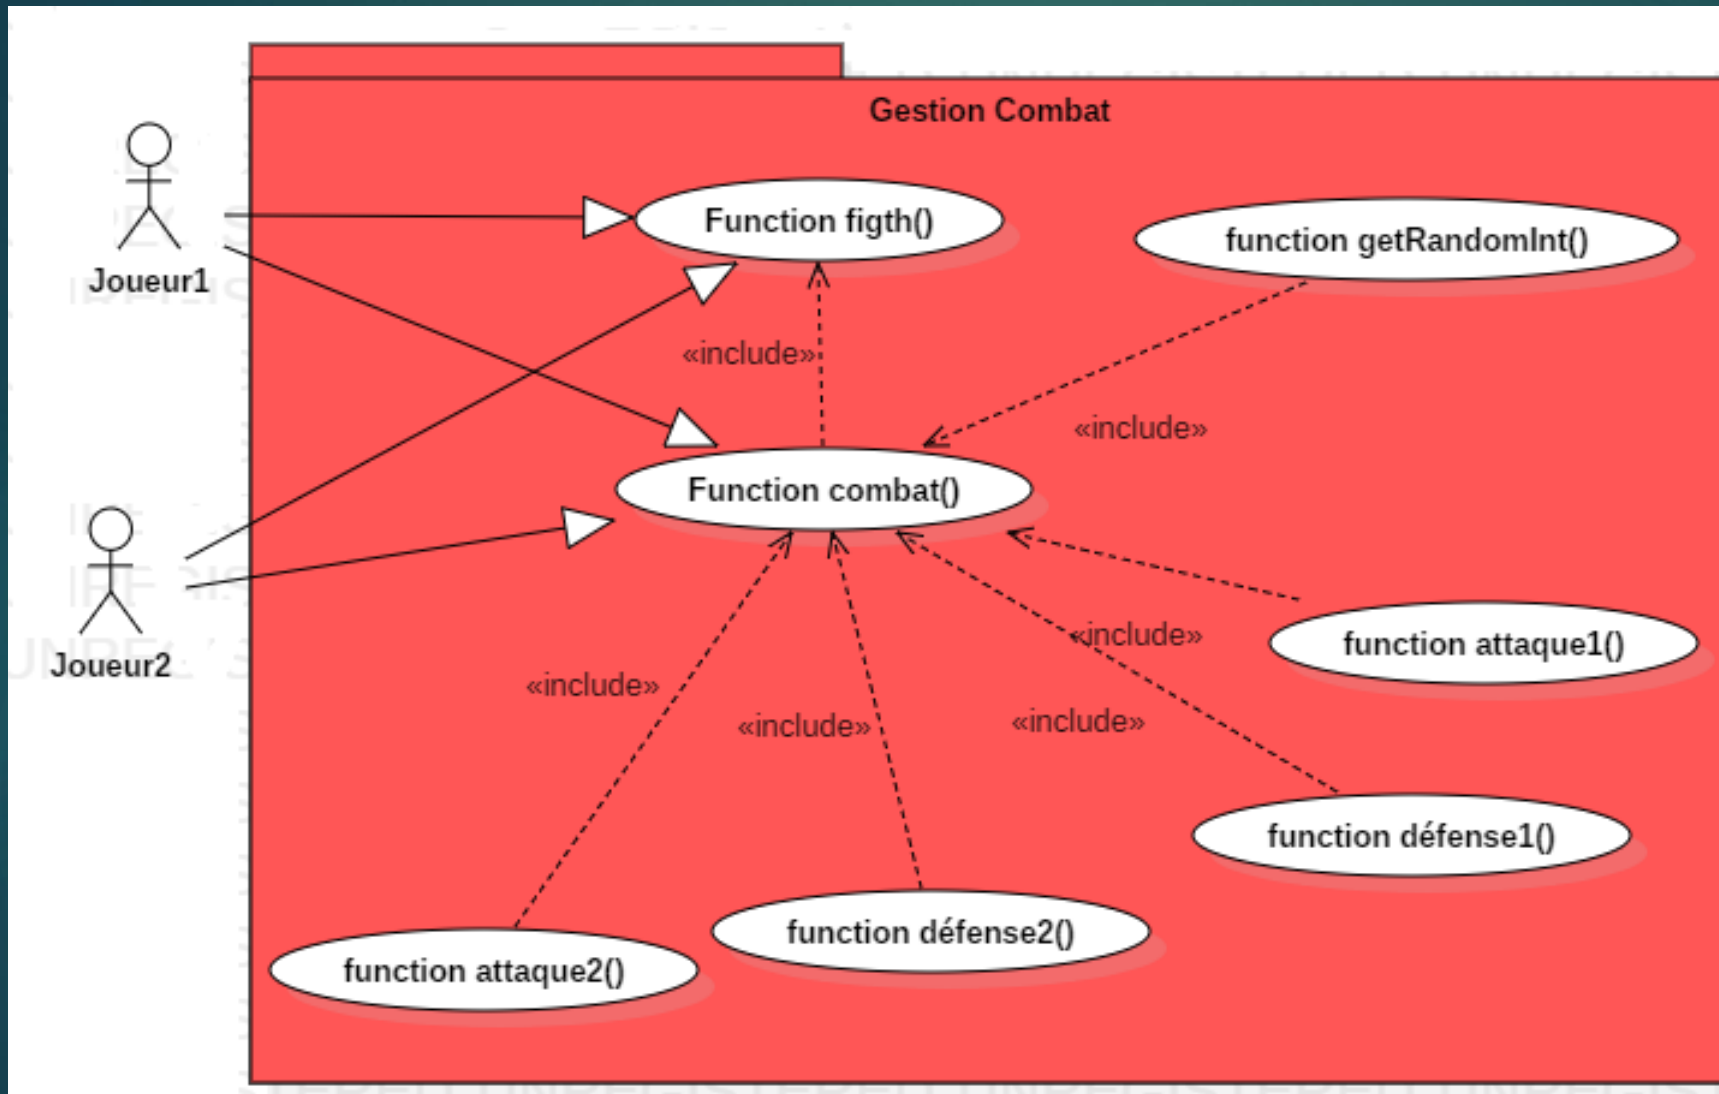 Gestion Combat
Joueur1
Function figth()
function getRandomInt()
«include»
«include»
Function combat()
Joueur2
«include»
function attaque1()
«include»
«include»
«include»
function défense1()
function défense2()
function attaque2()